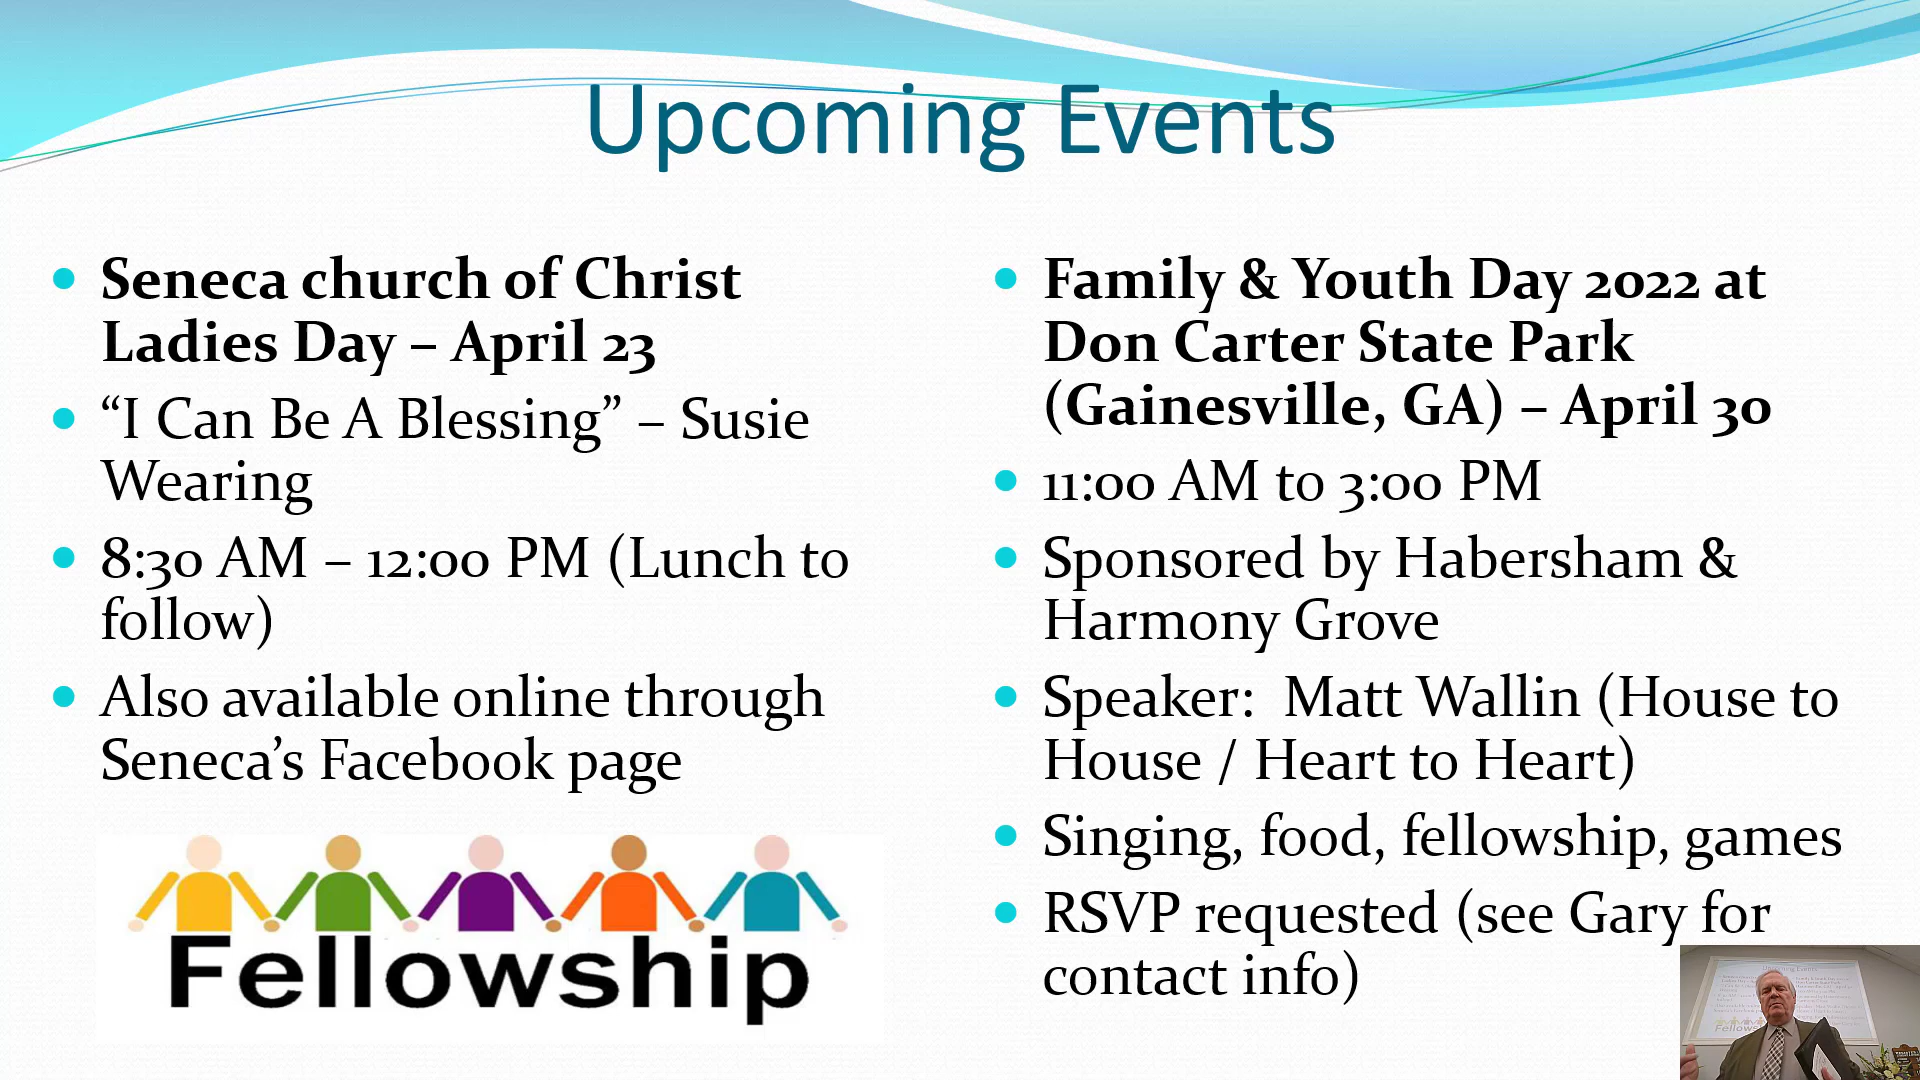 Upcoming Events
Seneca church of Christ
Ladies Day – April 23
“I Can Be A Blessing” – Susie
Wearing
8:30 AM – 12:00 PM (Lunch to
follow)
Also available online through
Seneca’s Facebook page
Fellowship
Family & Youth Day 2022 at
Don Carter State Park
(Gainesville, GA) – April 30
11:00 AM to 3:00 PM
Sponsored by Habersham &
Harmony Grove
Speaker:  Matt Wallin (House to
House / Heart to Heart)
Singing, food, fellowship, games
RSVP requested (see Gary for
contact info)
Upcoming Events